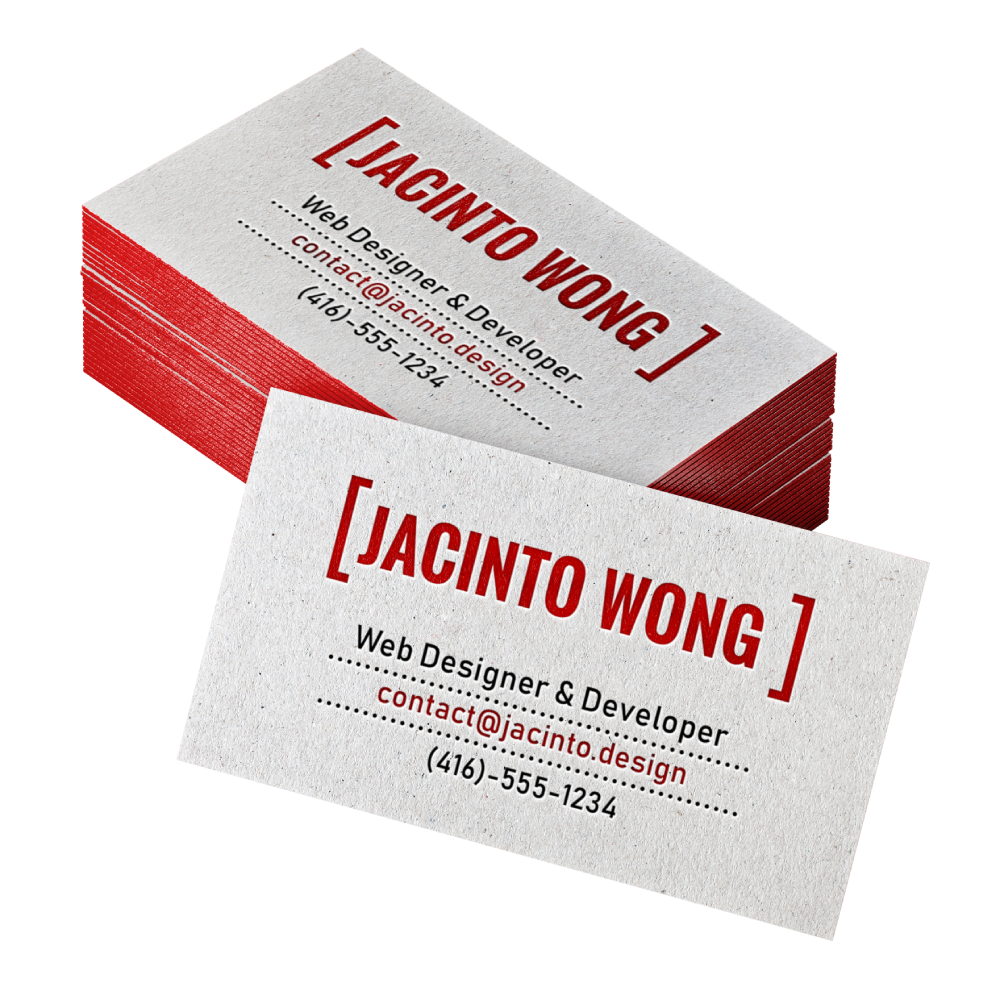 [JACINTO WONG ]
Web Designer & Developer
contact@jacinto.design
(416)-555-1234
[JACINTO WONG ]
Web Designer & Developer
contact@jacinto.design
(416)-555-1234